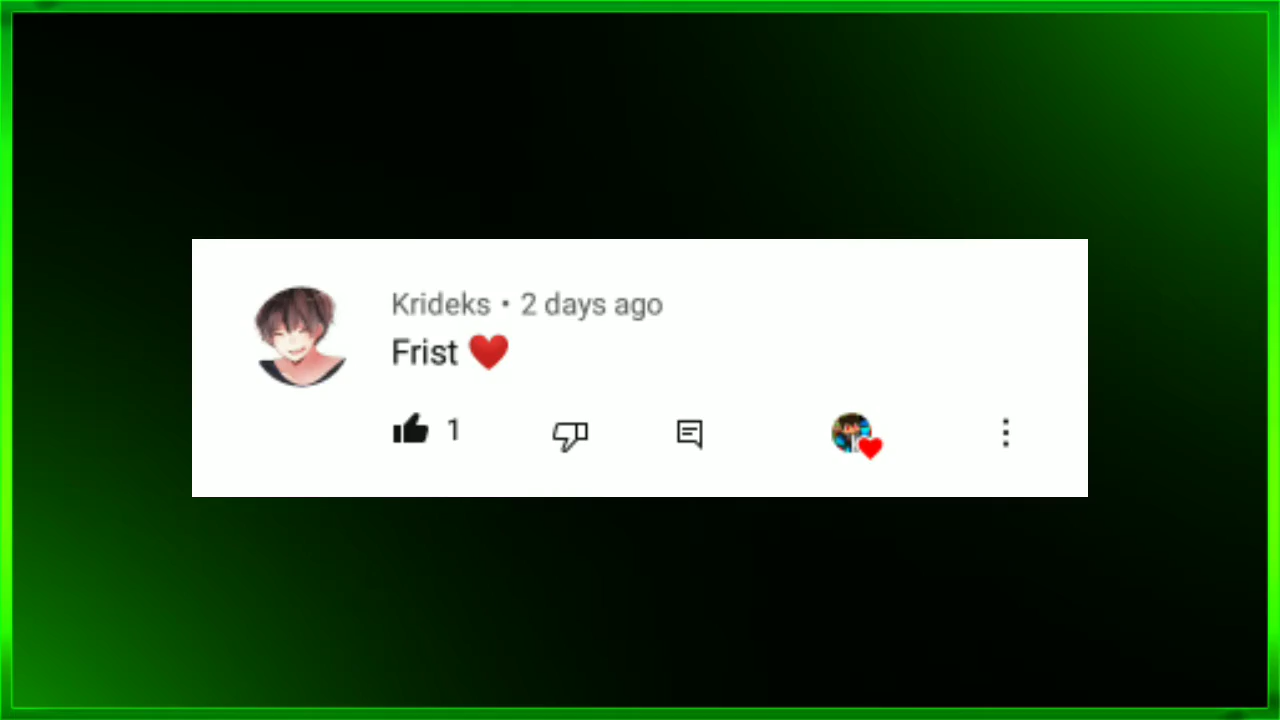 Krideks • 2 days ago
Frist ❤️
1